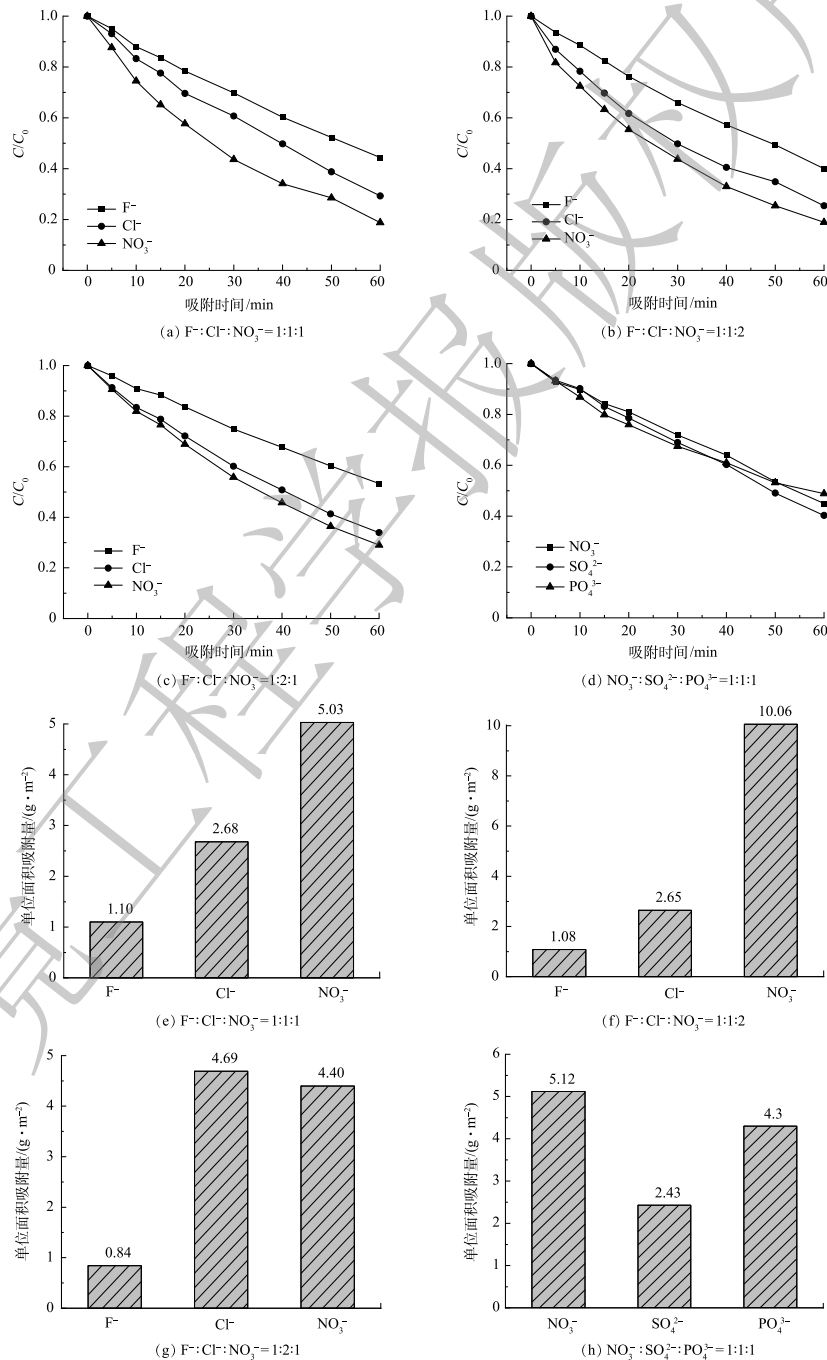 1.0
0.8
0.6
0.4
0.2
0
C/C₀
F⁻
Cl⁻
NO₃⁻
0 10 20 30 40 50 60
吸附时间/min
(a) F⁻:Cl⁻:NO₃⁻=1:1:1
1.0
0.8
0.6
0.4
0.2
0
C/C₀
F⁻
Cl⁻
NO₃⁻
0 10 20 30 40 50 60
吸附时间/min
(b) F⁻:Cl⁻:NO₃⁻=1:1:2
1.0
0.8
0.6
0.4
0.2
0
C/C₀
F⁻
Cl⁻
NO₃⁻
0 10 20 30 40 50 60
吸附时间/min
(c) F⁻:Cl⁻:NO₃⁻=1:2:1
1.0
0.8
0.6
0.4
0.2
0
C/C₀
NO₃⁻
SO₄²⁻
PO₄³⁻
0 10 20 30 40 50 60
吸附时间/min
(d) NO₃⁻:SO₄²⁻:PO₄³⁻=1:1:1
5
4
3
2
1
0
单位面积吸附量/(g·m⁻²)
1.10
2.68
5.03
F⁻ Cl⁻ NO₃⁻
(e) F⁻:Cl⁻:NO₃⁻=1:1:1
10
8
6
4
2
0
单位面积吸附量/(g·m⁻²)
1.08
2.65
10.06
F⁻ Cl⁻ NO₃⁻
(f) F⁻:Cl⁻:NO₃⁻=1:1:2
5
4
3
2
1
0
单位面积吸附量/(g·m⁻²)
0.84
4.69
4.40
F⁻ Cl⁻ NO₃⁻
(g) F⁻:Cl⁻:NO₃⁻=1:2:1
6
5
4
3
2
1
0
单位面积吸附量/(g·m⁻²)
5.12
2.43
4.3
NO₃⁻ SO₄²⁻ PO₄³⁻
(h) NO₃⁻:SO₄²⁻:PO₄³⁻=1:1:1
工程学报版权